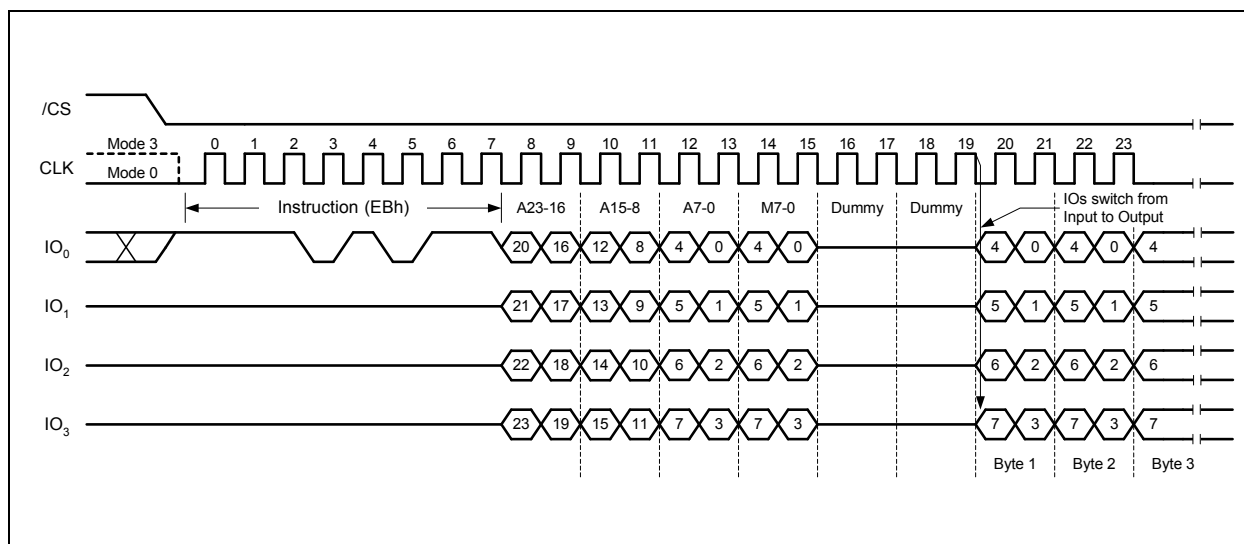 /CS
Mode 3 0 1 2 3 4 5 6 7 8 9 10 11 12 13 14 15 16 17 18 19 20 21 22 23
CLK Mode 0
Instruction (EBh) A23-16 A15-8 A7-0 M7-0 Dummy Dummy IOs switch from
Input to Output
IO0 20 16 12 8 4 0 4 0 4 0 4 0 4
IO1 21 17 13 9 5 1 5 1 5 1 5 1 5
IO2 22 18 14 10 6 2 6 2 6 2 6 2 6
IO3 23 19 15 11 7 3 7 3 7 3 7 3 7
Byte 1 Byte 2 Byte 3